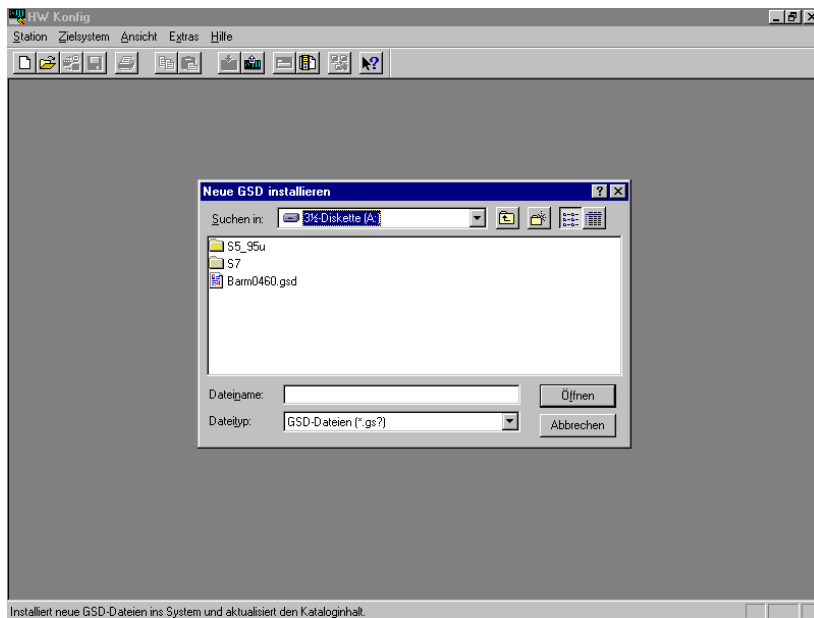 HW Konfig
Station Zielsystem Ansicht Extras Hilfe
Neue GSD installieren
Suchen in: 3½-Diskette (A:)
S5_95u
S7
Barm0460.gsd
Dateiname: Öffnen
Dateityp: GSD-Dateien (*.gs?) Abbrechen
Installiert neue GSD-Dateien ins System und aktualisiert den Kataloginhalt.